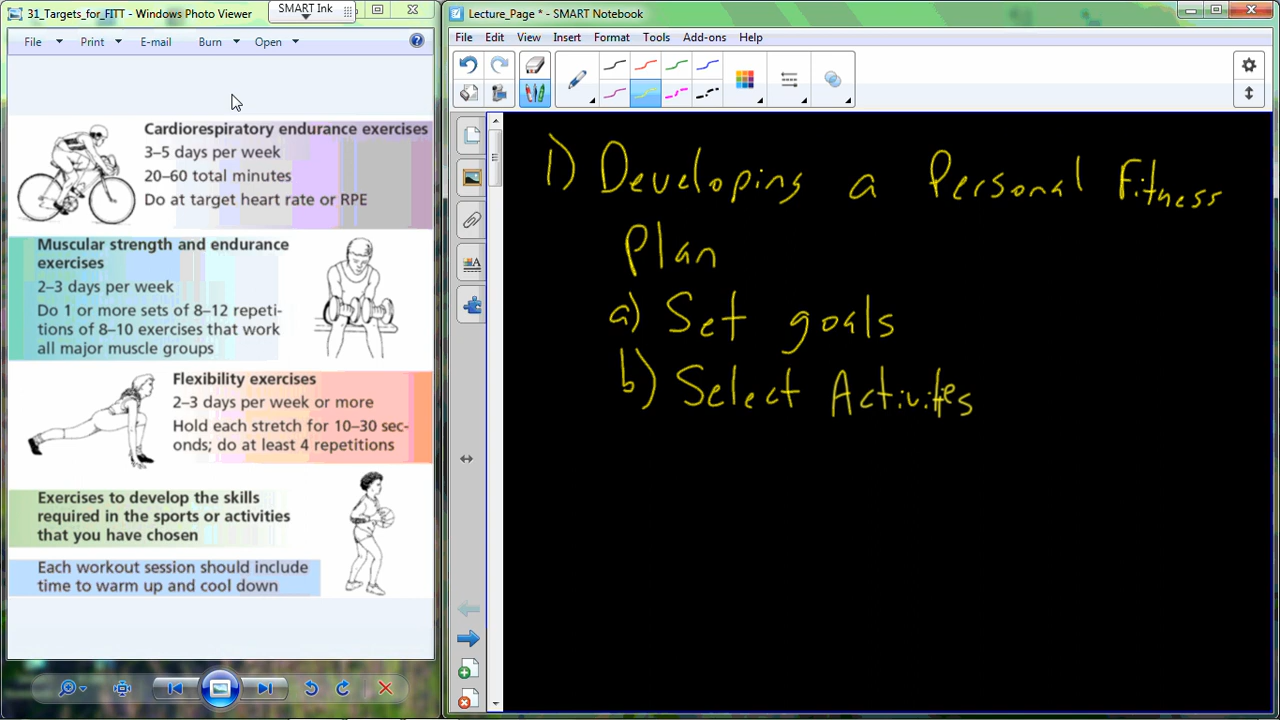 31_Targets_for_FITT - Windows Photo Viewer
SMART Ink
File Print E-mail Burn Open
Cardiorespiratory endurance exercises
3–5 days per week
20–60 total minutes
Do at target heart rate or RPE
Muscular strength and endurance
exercises
2–3 days per week
Do 1 or more sets of 8–12 repeti-
tions of 8–10 exercises that work
all major muscle groups
Flexibility exercises
2–3 days per week or more
Hold each stretch for 10–30 sec-
onds; do at least 4 repetitions
Exercises to develop the skills
required in the sports or activities
that you have chosen
Each workout session should include
time to warm up and cool down
Lecture_Page * - SMART Notebook
File Edit View Insert Format Tools Add-ons Help
1) Developing a Personal Fitness
Plan
a) Set goals
b) Select Activites